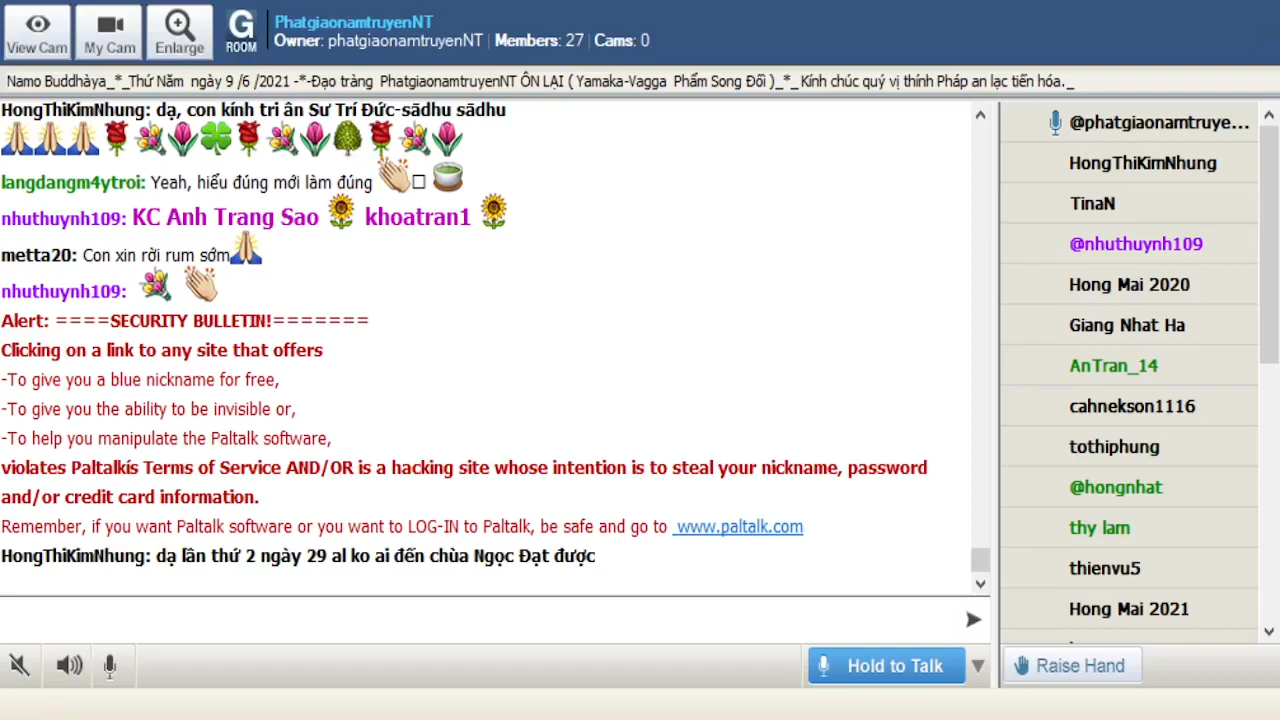 View Cam
My Cam
Enlarge
G
ROOM
PhatgiaonamtruyenNT
Owner: phatgiaonamtruyenNT | Members: 27 | Cams: 0
Namo Buddhàya_*_Thứ Năm ngày 9 /6 /2021 -*-Đạo tràng PhatgiaonamtruyenNT ÔN LẠI ( Yamaka-Vagga Phẩm Song Đối )_*_ Kính chúc quý vị thính Pháp an lạc tiến hóa._
HongThiKimNhung: dạ, con kính tri ân Sư Trí Đức-sādhu sādhu
langdangm4ytroi: Yeah, hiểu đúng mới làm đúng
nhuthuynh109: KC Anh Trang Sao khoatran1
metta20: Con xin rời rum sớm
nhuthuynh109:
Alert: ====SECURITY BULLETIN!=======
Clicking on a link to any site that offers
-To give you a blue nickname for free,
-To give you the ability to be invisible or,
-To help you manipulate the Paltalk software,
violates Paltalkís Terms of Service AND/OR is a hacking site whose intention is to steal your nickname, password
and/or credit card information.
Remember, if you want Paltalk software or you want to LOG-IN to Paltalk, be safe and go to www.paltalk.com
HongThiKimNhung: dạ lần thứ 2 ngày 29 al ko ai đến chùa Ngọc Đạt được
@phatgiaonamtruye...
HongThiKimNhung
TinaN
@nhuthuynh109
Hong Mai 2020
Giang Nhat Ha
AnTran_14
cahnekson1116
tothiphung
@hongnhat
thy lam
thienvu5
Hong Mai 2021
Hold to Talk
Raise Hand